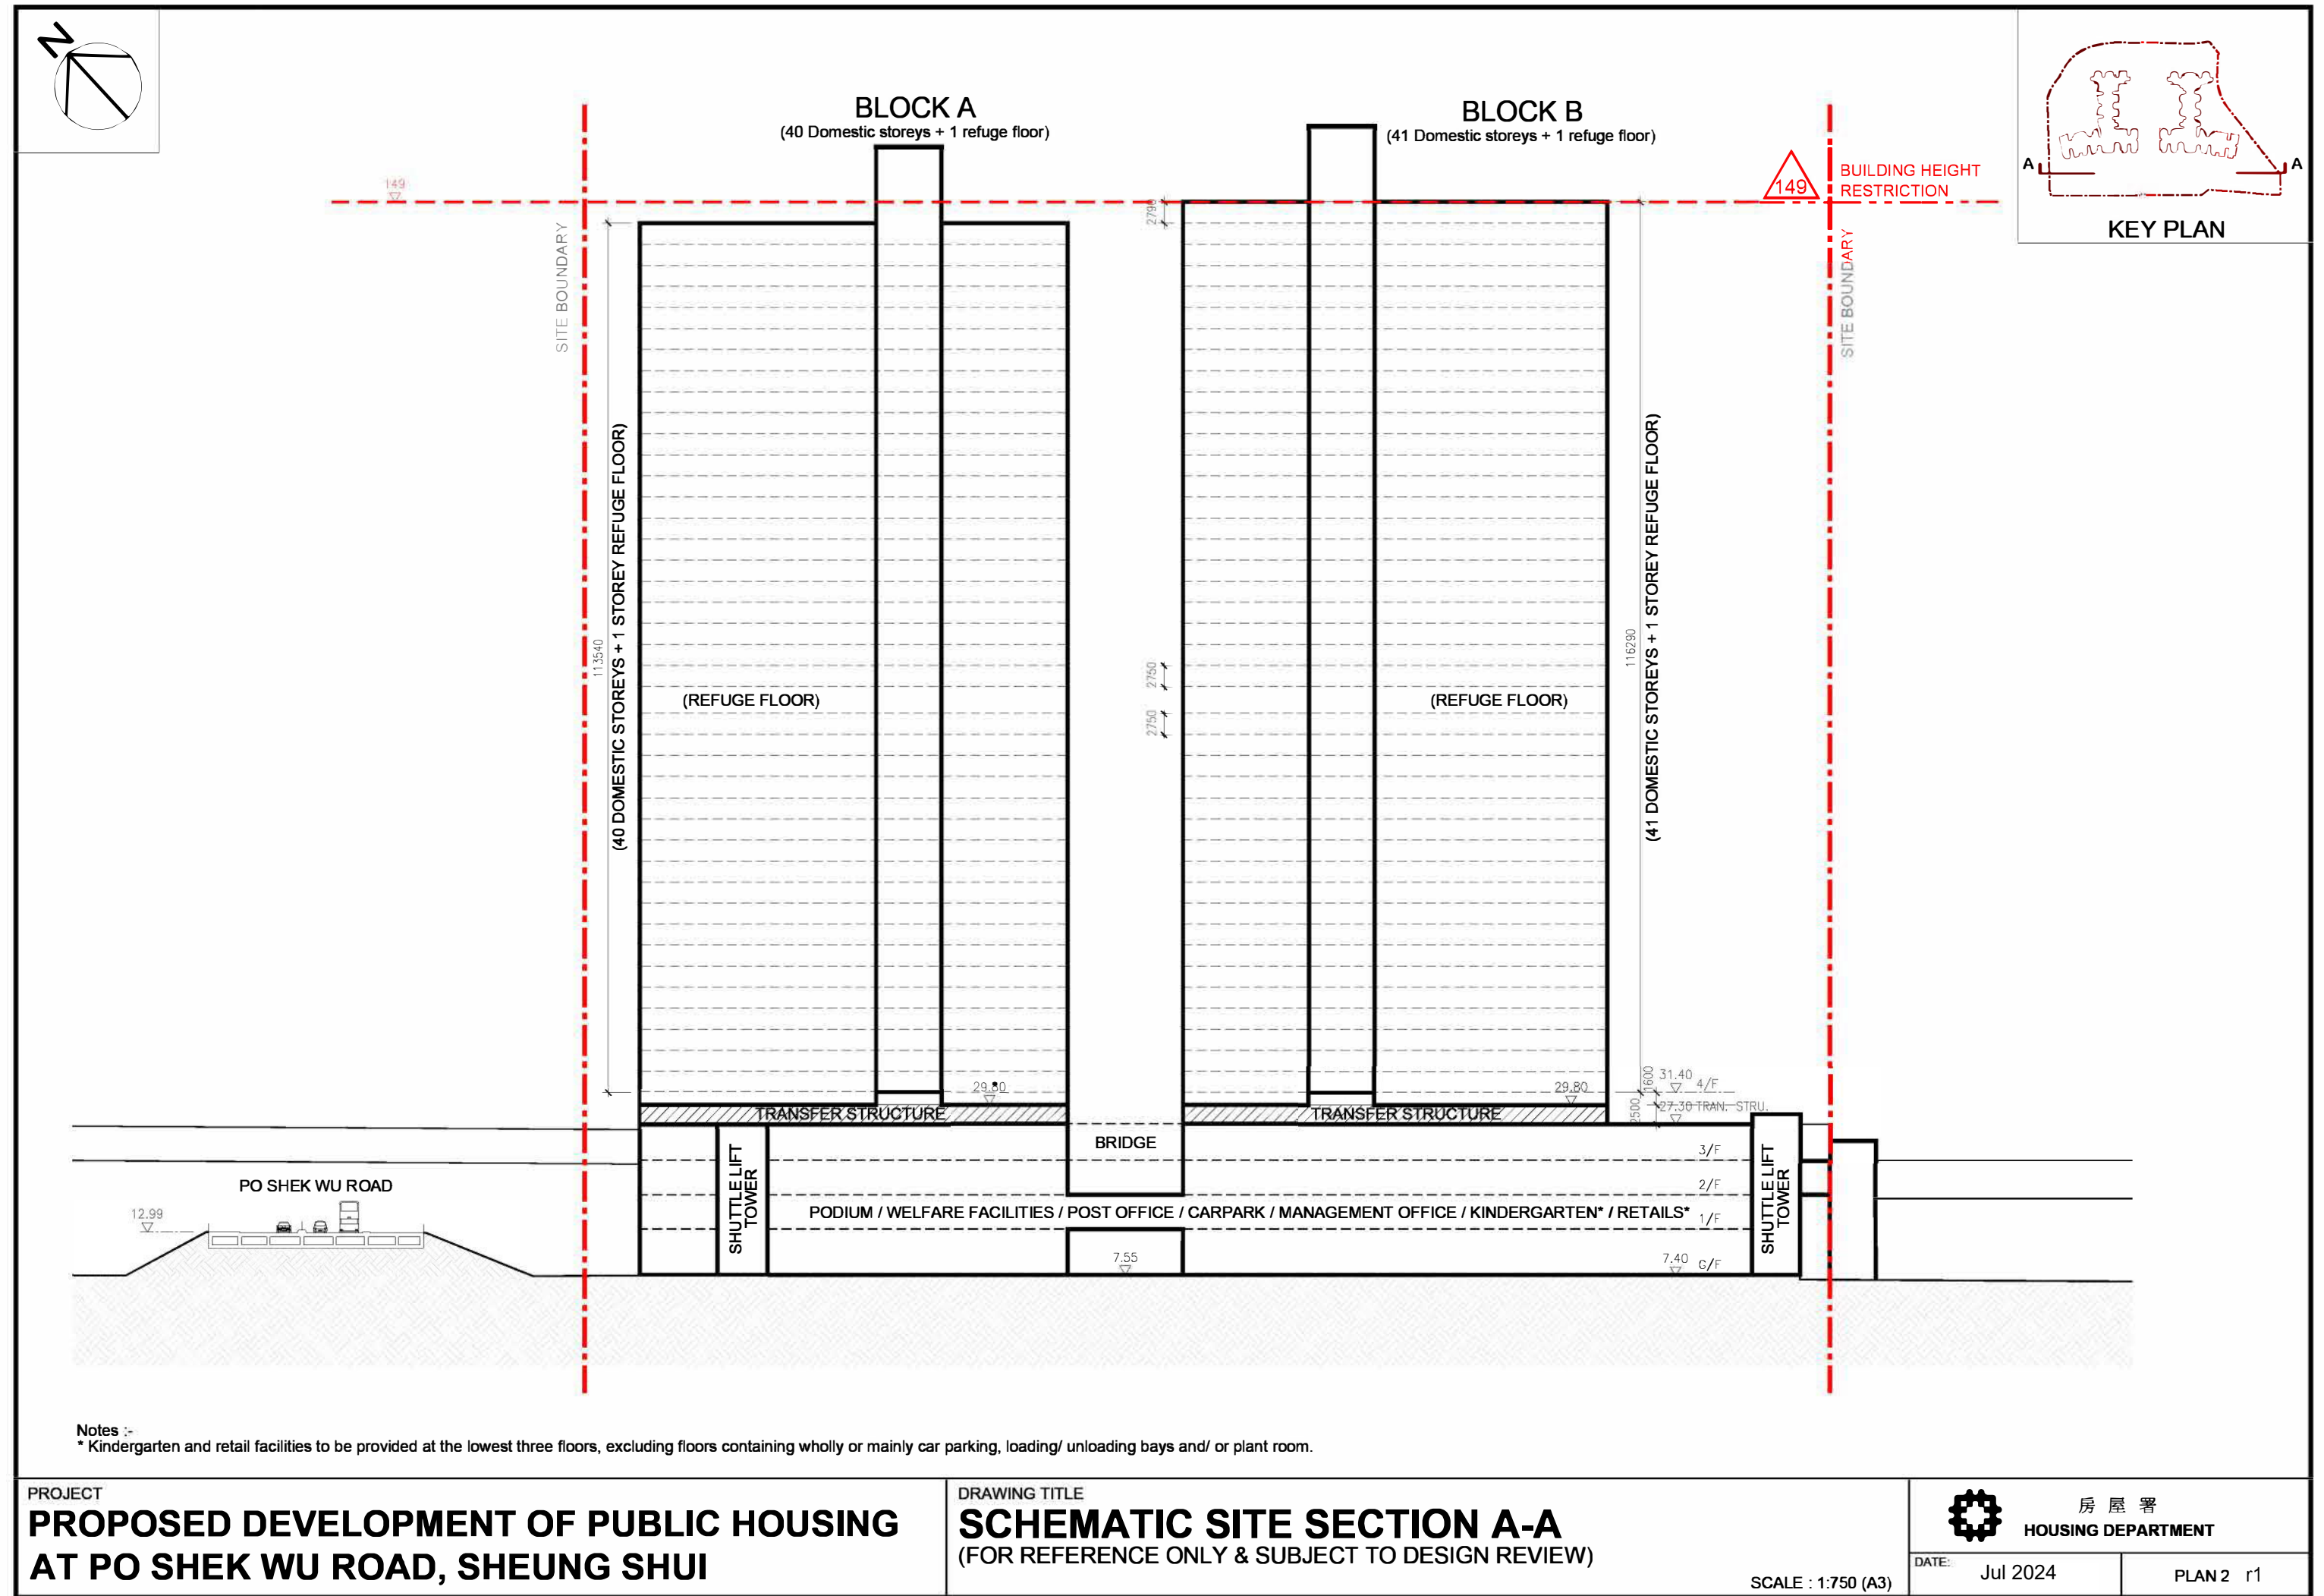 N
BLOCK A
(40 Domestic storeys + 1 refuge floor)
BLOCK B
(41 Domestic storeys + 1 refuge floor)
149
149
BUILDING HEIGHT
RESTRICTION
A
A
KEY PLAN
SITE BOUNDARY
SITE BOUNDARY
2790
113540
(40 DOMESTIC STOREYS + 1 STOREY REFUGE FLOOR)
(REFUGE FLOOR)
2750
2750
(REFUGE FLOOR)
116290
(41 DOMESTIC STOREYS + 1 STOREY REFUGE FLOOR)
29.80
29.80
1600
31.40
4/F
2500
27.30 TRAN. STRU.
TRANSFER STRUCTURE
TRANSFER STRUCTURE
BRIDGE
3/F
2/F
1/F
SHUTTLE LIFT
TOWER
SHUTTLE LIFT
TOWER
PO SHEK WU ROAD
12.99
PODIUM / WELFARE FACILITIES / POST OFFICE / CARPARK / MANAGEMENT OFFICE / KINDERGARTEN* / RETAILS*
7.55
7.40
G/F
Notes :-
* Kindergarten and retail facilities to be provided at the lowest three floors, excluding floors containing wholly or mainly car parking, loading/ unloading bays and/ or plant room.
PROJECT
PROPOSED DEVELOPMENT OF PUBLIC HOUSING
AT PO SHEK WU ROAD, SHEUNG SHUI
DRAWING TITLE
SCHEMATIC SITE SECTION A-A
(FOR REFERENCE ONLY & SUBJECT TO DESIGN REVIEW)
SCALE : 1:750 (A3)
房屋署
HOUSING DEPARTMENT
DATE:
Jul 2024
PLAN 2 r1